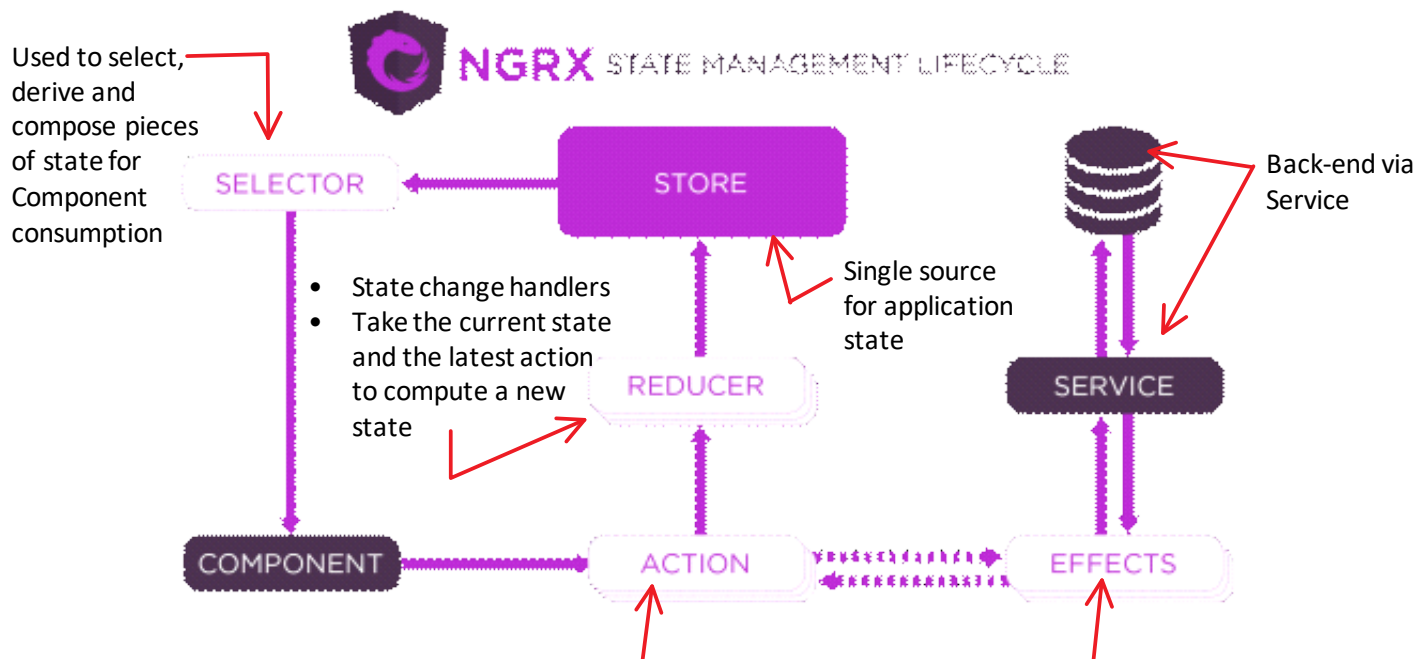 NGRX STATE MANAGEMENT LIFECYCLE
Used to select,
derive and
compose pieces
of state for
Component
consumption
SELECTOR
STORE
Back-end via
Service
• State change handlers
• Take the current state
and the latest action
to compute a new
state
Single source
for application
state
REDUCER
SERVICE
COMPONENT
ACTION
EFFECTS